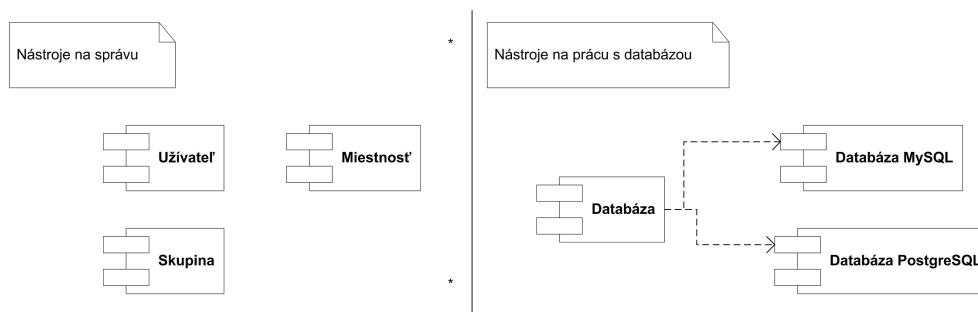 Nástroje na správu
*
Nástroje na prácu s databázou
Užívateľ
Miestnosť
Databáza MySQL
Databáza
Skupina
Databáza PostgreSQL
*